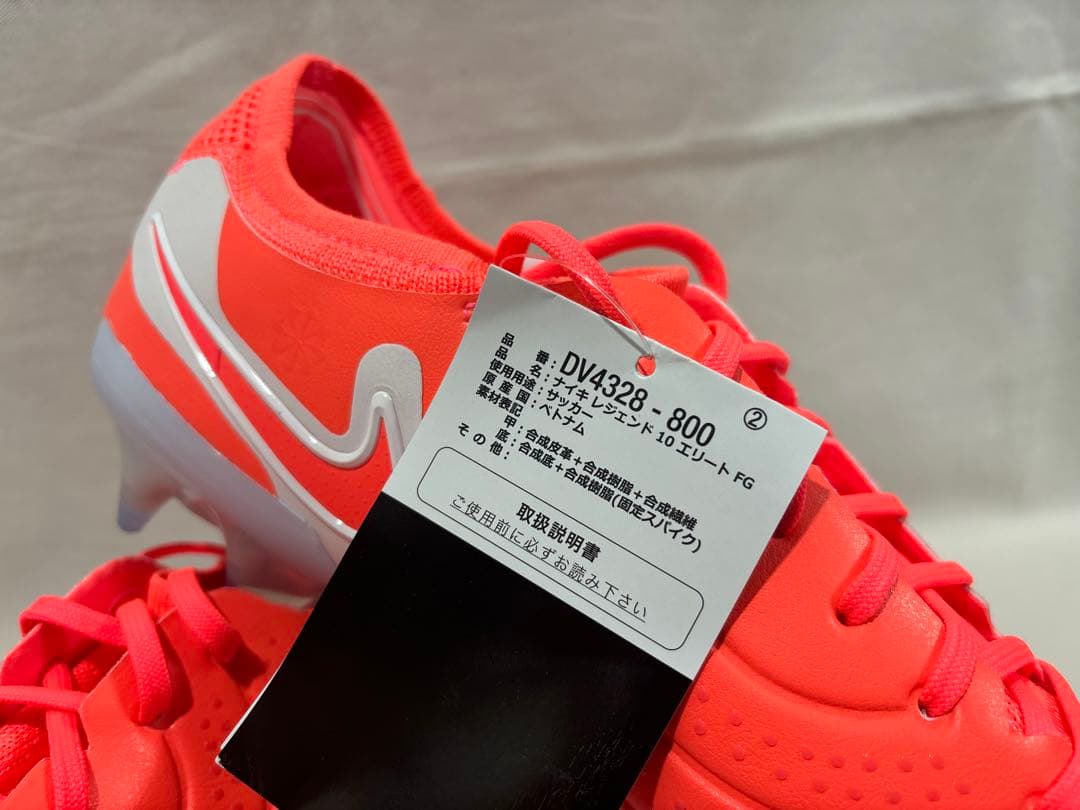 ②
品 番：DV4328 - 800
品 名：ナイキ レジェンド 10 エリート FG
使用用途：サッカー
原 産 国：ベトナム
素材表記
甲：合成皮革＋合成樹脂＋合成繊維
底：合成底＋合成樹脂(固定スパイク)
そ の 他：
取扱説明書
ご使用前に必ずお読み下さい